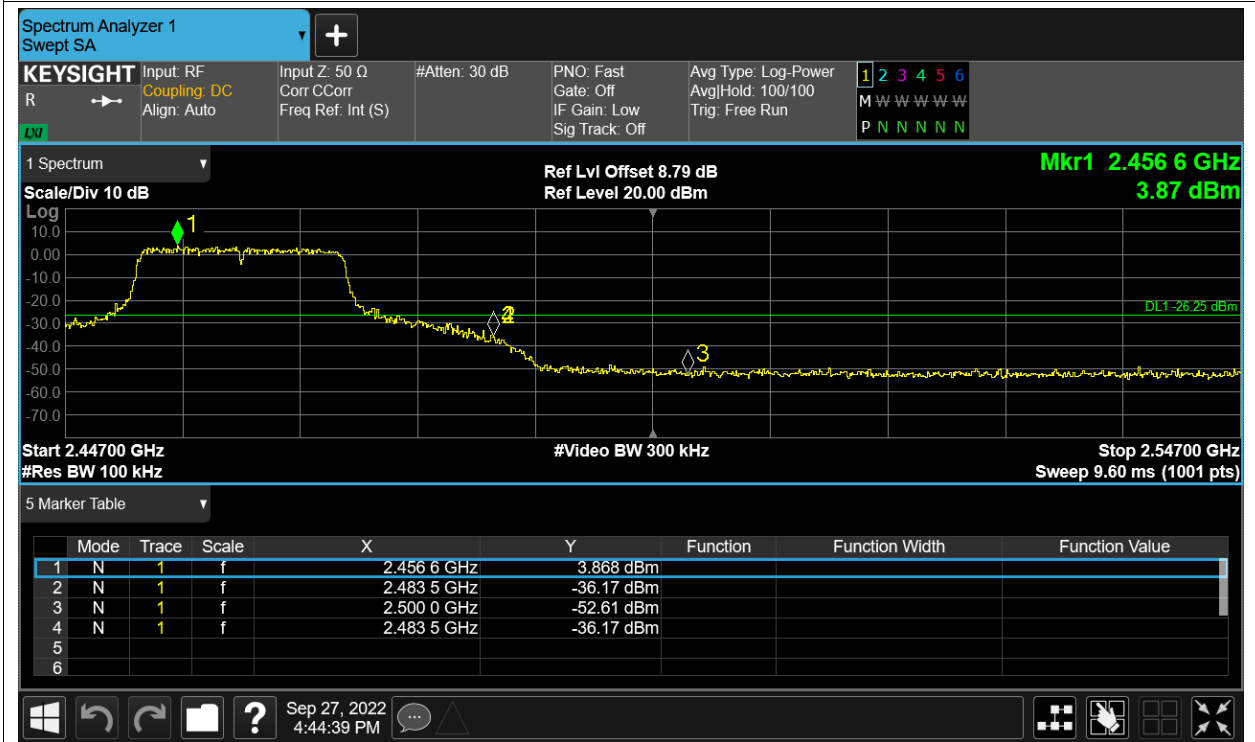 Spectrum Analyzer 1
Swept SA
KEYSIGHT Input: RF Input Z: 50 Ω #Atten: 30 dB PNO: Fast Avg Type: Log-Power 1 2 3 4 5 6
R Coupling: DC Corr CCorr Gate: Off Avg|Hold: 100/100 M W W W W W
Align: Auto Freq Ref: Int (S) IF Gain: Low Trig: Free Run
LXI Sig Track: Off P N N N N N
1 Spectrum Ref Lvl Offset 8.79 dB Mkr1 2.456 6 GHz
Scale/Div 10 dB Ref Level 20.00 dBm 3.87 dBm
Log
1
10.0
0.00
-10.0
-20.0
DL1 -26.25 dBm
-30.0
-40.0
3
-50.0
-60.0
-70.0
Start 2.44700 GHz #Video BW 300 kHz Stop 2.54700 GHz
#Res BW 100 kHz Sweep 9.60 ms (1001 pts)
5 Marker Table
Mode Trace Scale X Y Function Function Width Function Value
1 N 1 f 2.456 6 GHz 3.868 dBm
2 N 1 f 2.483 5 GHz -36.17 dBm
3 N 1 f 2.500 0 GHz -52.61 dBm
4 N 1 f 2.483 5 GHz -36.17 dBm
5
6
? Sep 27, 2022
4:44:39 PM